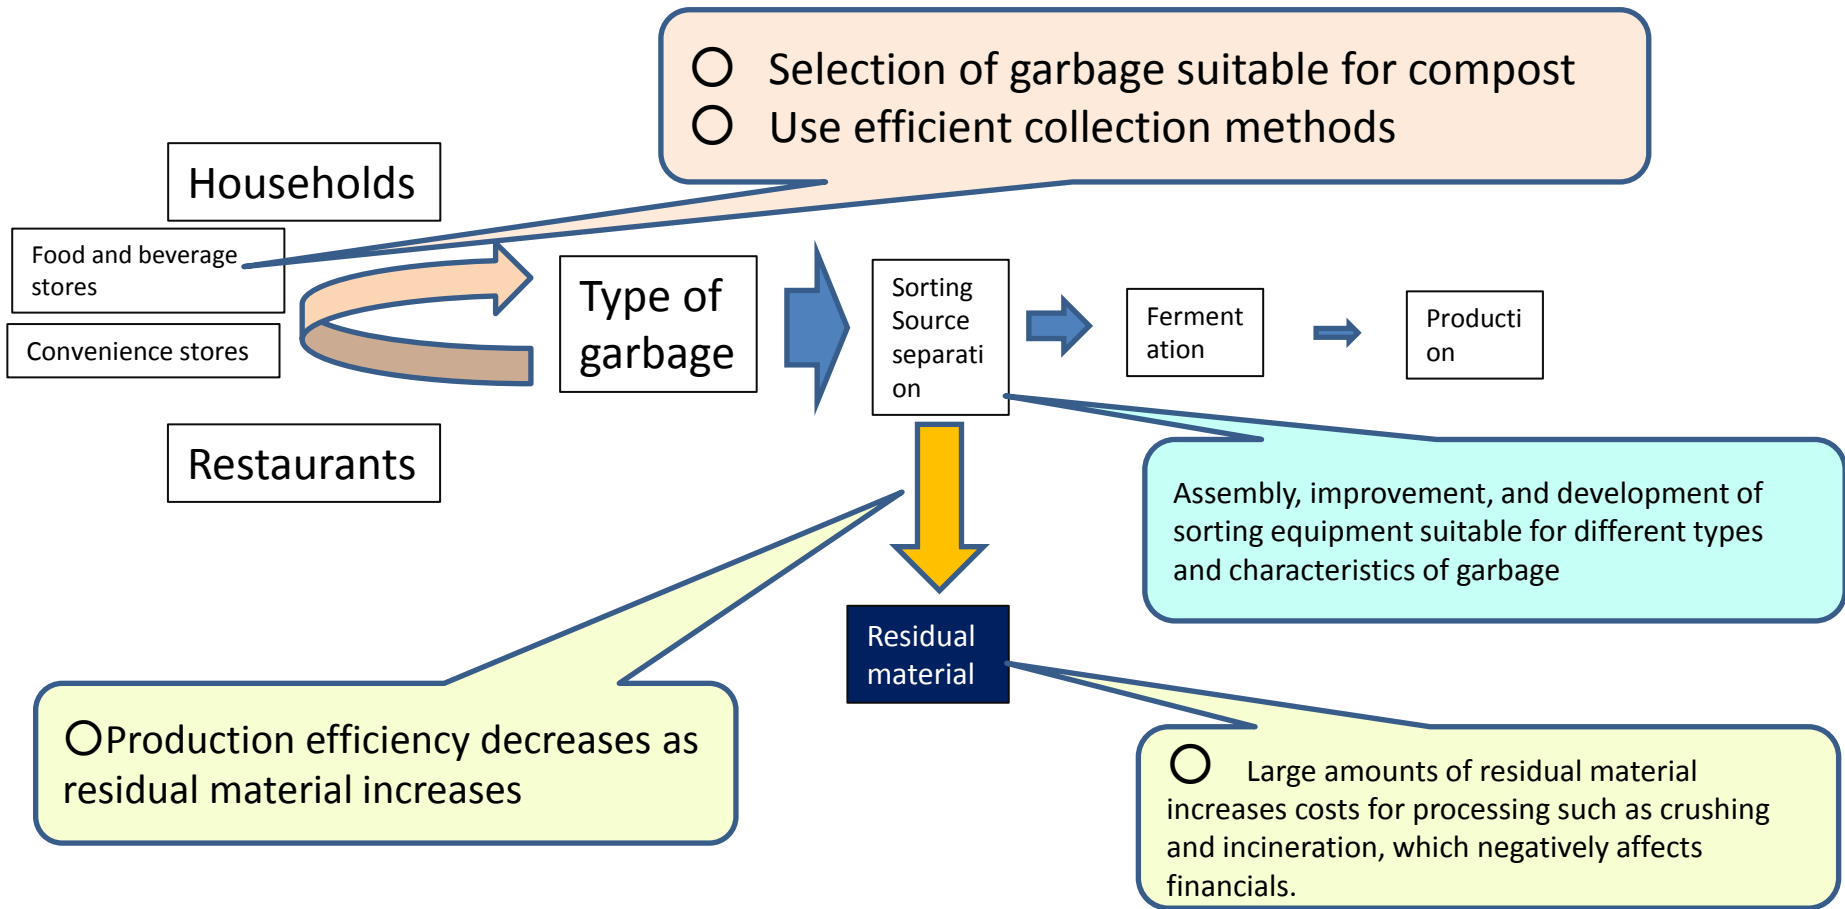 ○ Selection of garbage suitable for compost
○ Use efficient collection methods
Households
Food and beverage
stores
Convenience stores
Restaurants
Type of
garbage
Sorting
Source
separati
on
Ferment
ation
Producti
on
Assembly, improvement, and development of
sorting equipment suitable for different types
and characteristics of garbage
Residual
material
○Production efficiency decreases as
residual material increases
○ Large amounts of residual material
increases costs for processing such as crushing
and incineration, which negatively affects
financials.